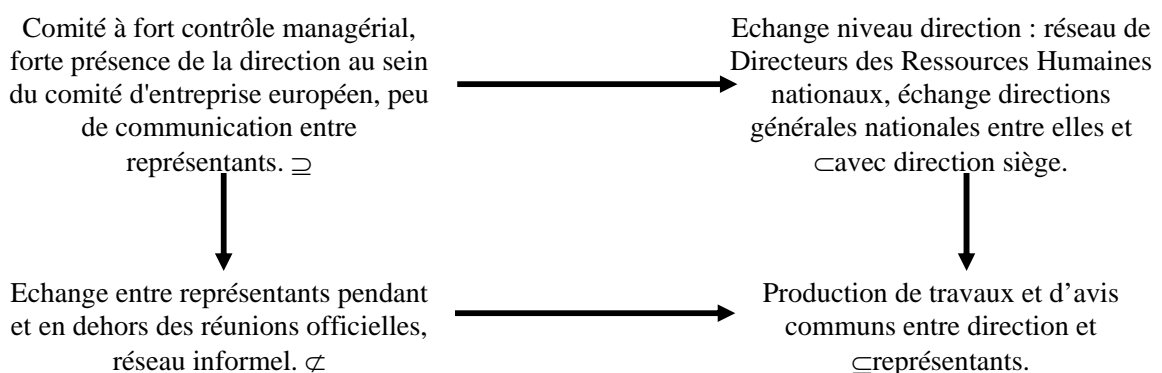 Comité à fort contrôle managérial,
forte présence de la direction au sein
du comité d'entreprise européen, peu
de communication entre
représentants. ⊇
Echange niveau direction : réseau de
Directeurs des Ressources Humaines
nationaux, échange directions
générales nationales entre elles et
⊂avec direction siège.
Echange entre représentants pendant
et en dehors des réunions officielles,
réseau informel. ⊄
Production de travaux et d’avis
communs entre direction et
⊆représentants.